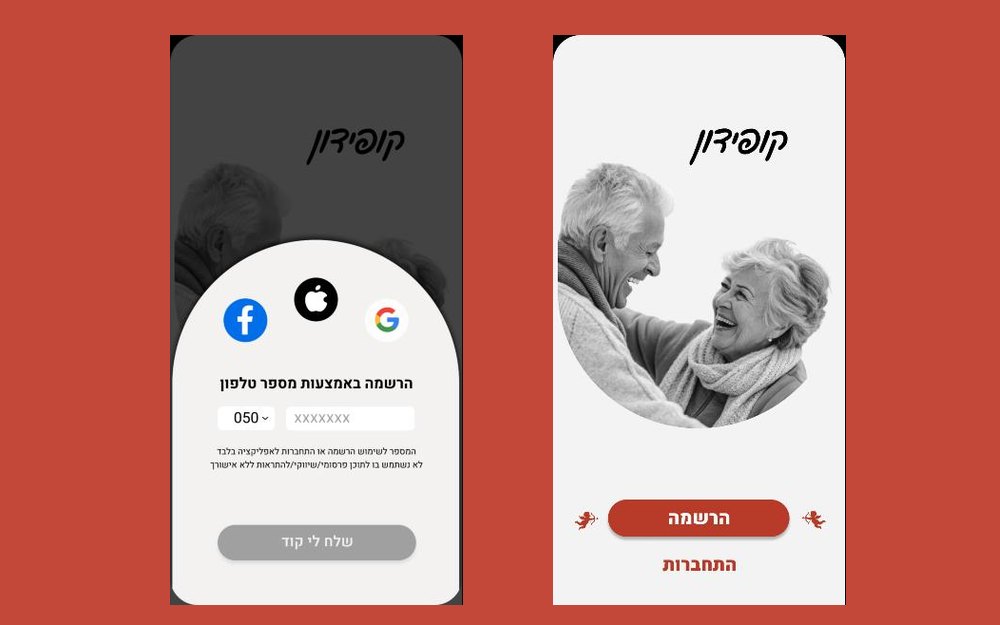 קופידון
הרשמה
התחברות
קופידון
הרשמה באמצעות מספר טלפון
050
XXXXXXX
המספר לשימוש הרשמה או התחברות לאפליקציה בלבד
לא נשתמש בו לתוכן פרסומי/שיווקי/להתראות ללא אישורך
שלח לי קוד